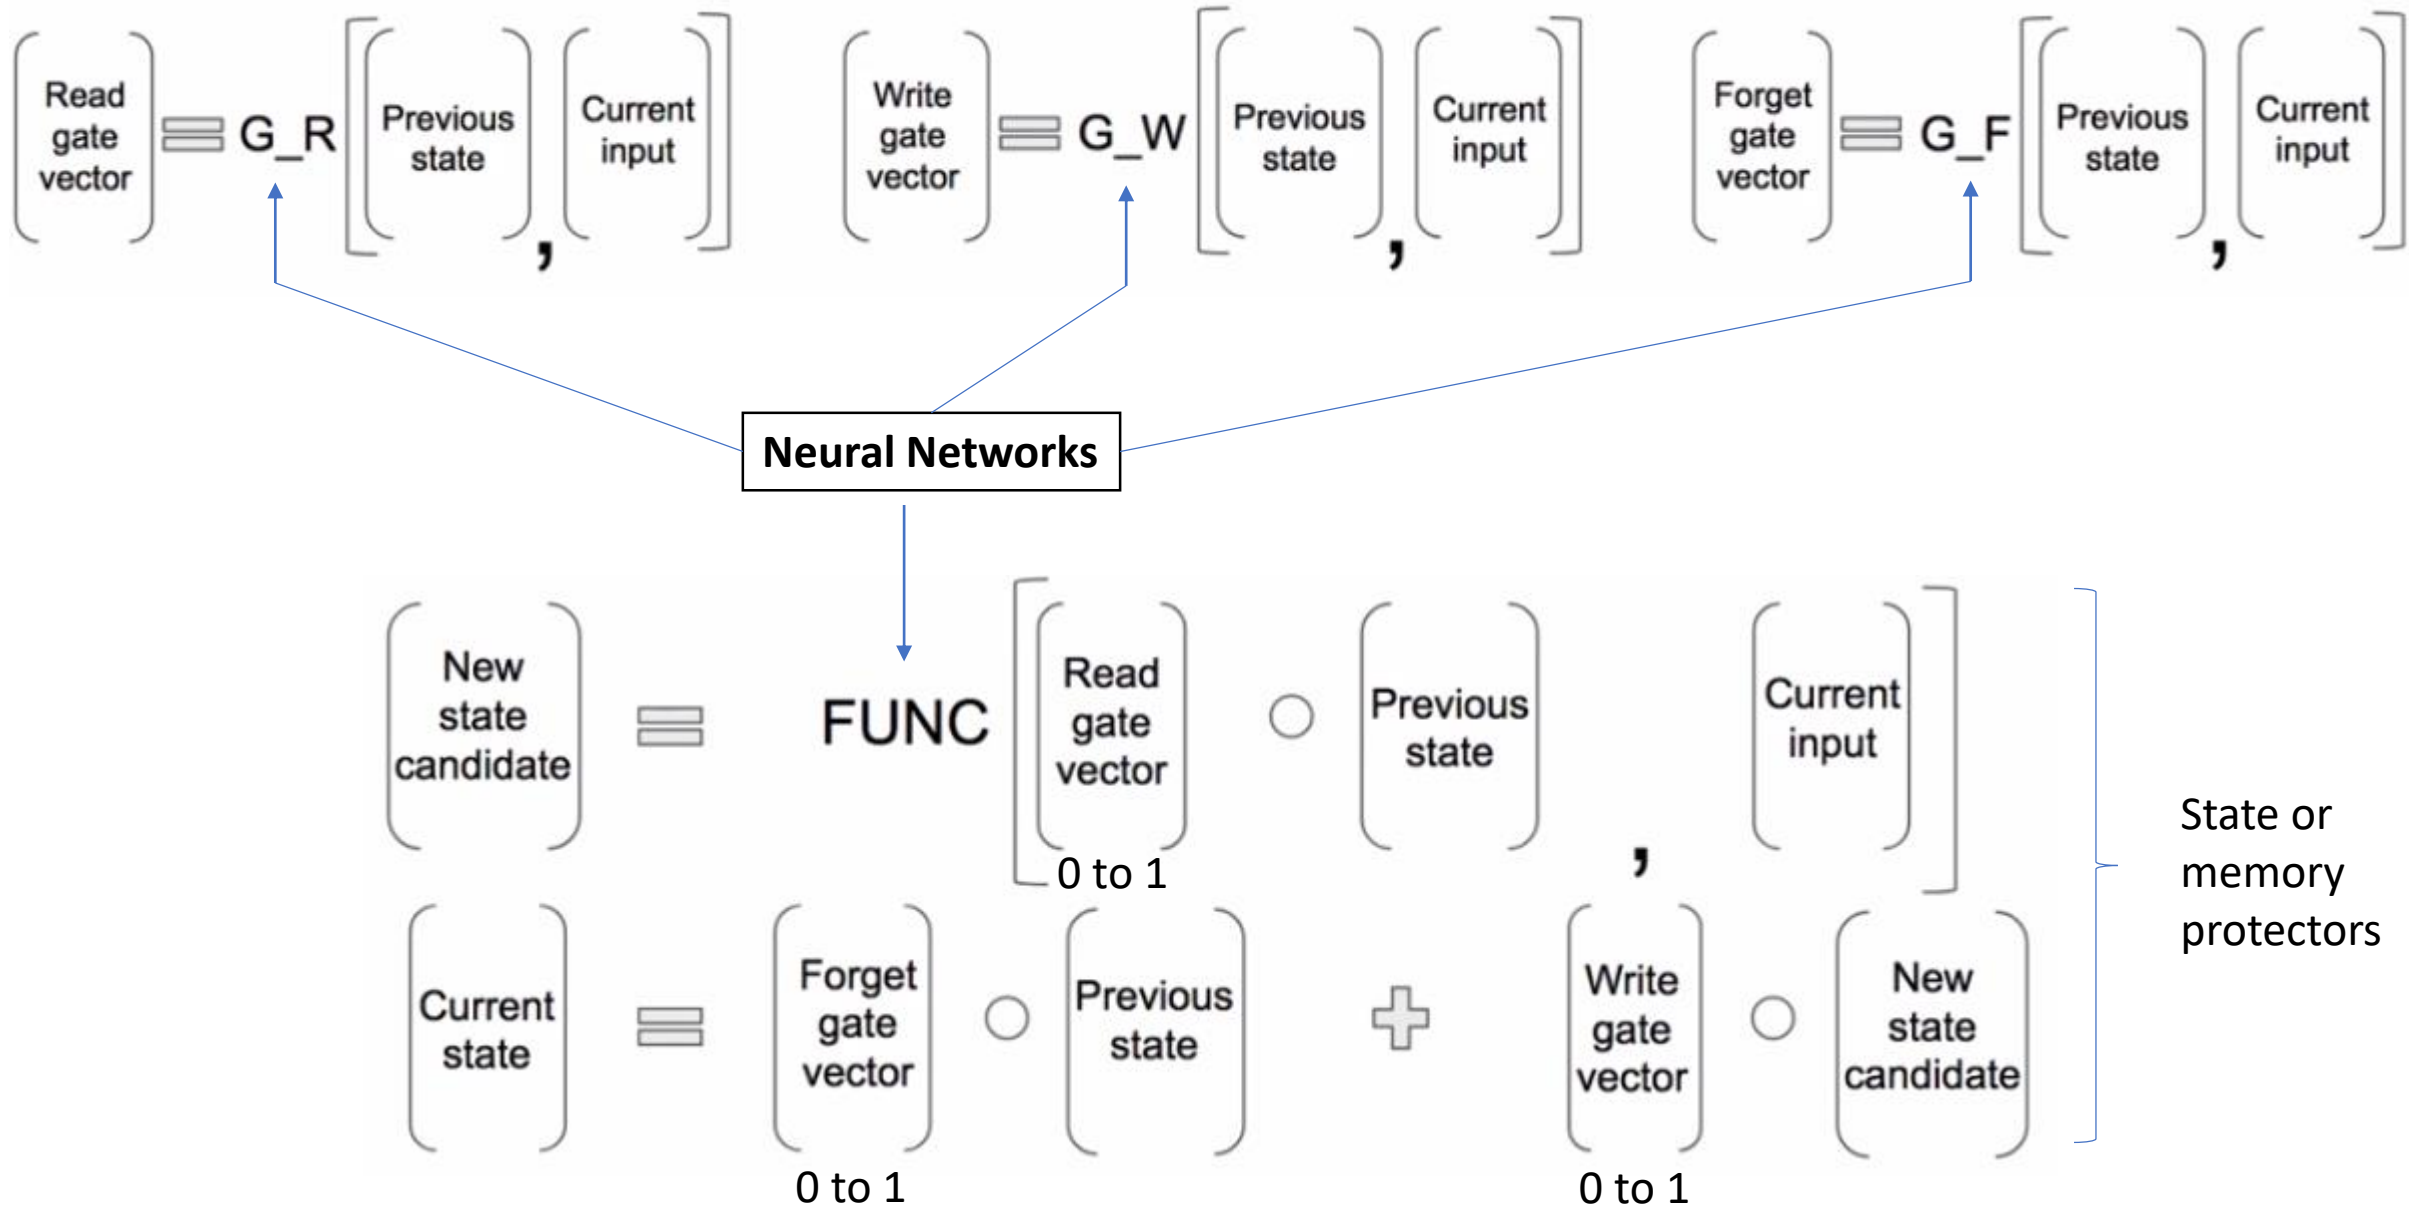 Read
gate
vector
G_R
Previous
state
,
Current
input
Write
gate
vector
G_W
Previous
state
,
Current
input
Forget
gate
vector
G_F
Previous
state
,
Current
input
Neural Networks
New
state
candidate
FUNC
Read
gate
vector
0 to 1
Previous
state
,
Current
input
Current
state
Forget
gate
vector
0 to 1
Previous
state
Write
gate
vector
0 to 1
New
state
candidate
State or
memory
protectors